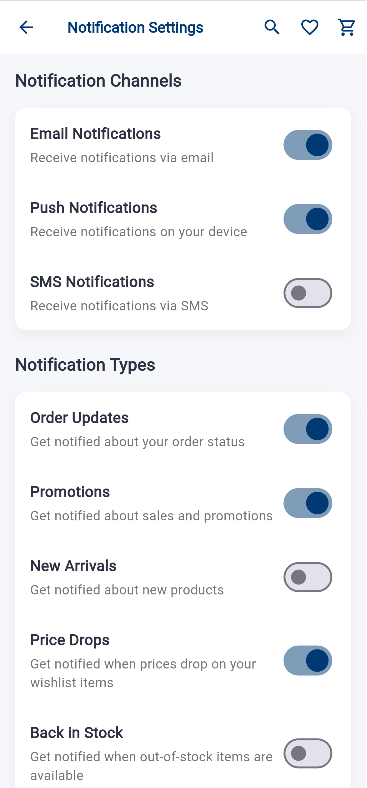 Notification Settings
Notification Channels
Email Notifications
Receive notifications via email
Push Notifications
Receive notifications on your device
SMS Notifications
Receive notifications via SMS
Notification Types
Order Updates
Get notified about your order status
Promotions
Get notified about sales and promotions
New Arrivals
Get notified about new products
Price Drops
Get notified when prices drop on your
wishlist items
Back in Stock
Get notified when out-of-stock items are
available